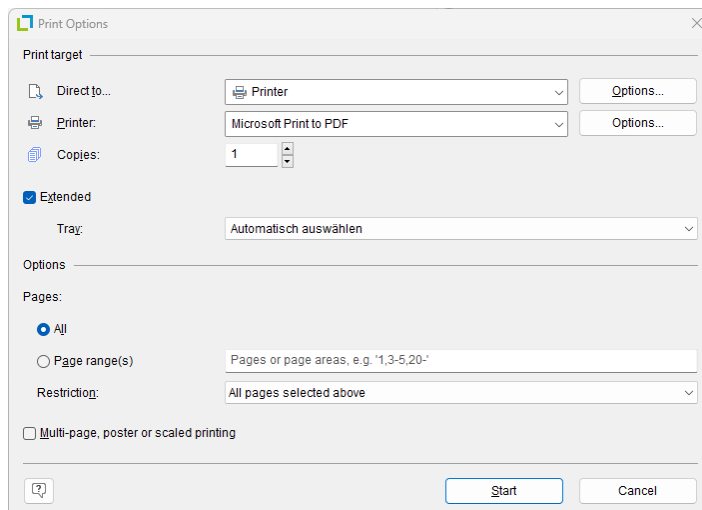 Print Options
Print target
Direct to... Printer Options...
Printer: Microsoft Print to PDF Options...
Copies: 1
Extended
Tray: Automatisch auswählen
Options
Pages:
All
Page range(s) Pages or page areas, e.g. '1,3-5,20-'
Restriction: All pages selected above
Multi-page, poster or scaled printing
Start Cancel